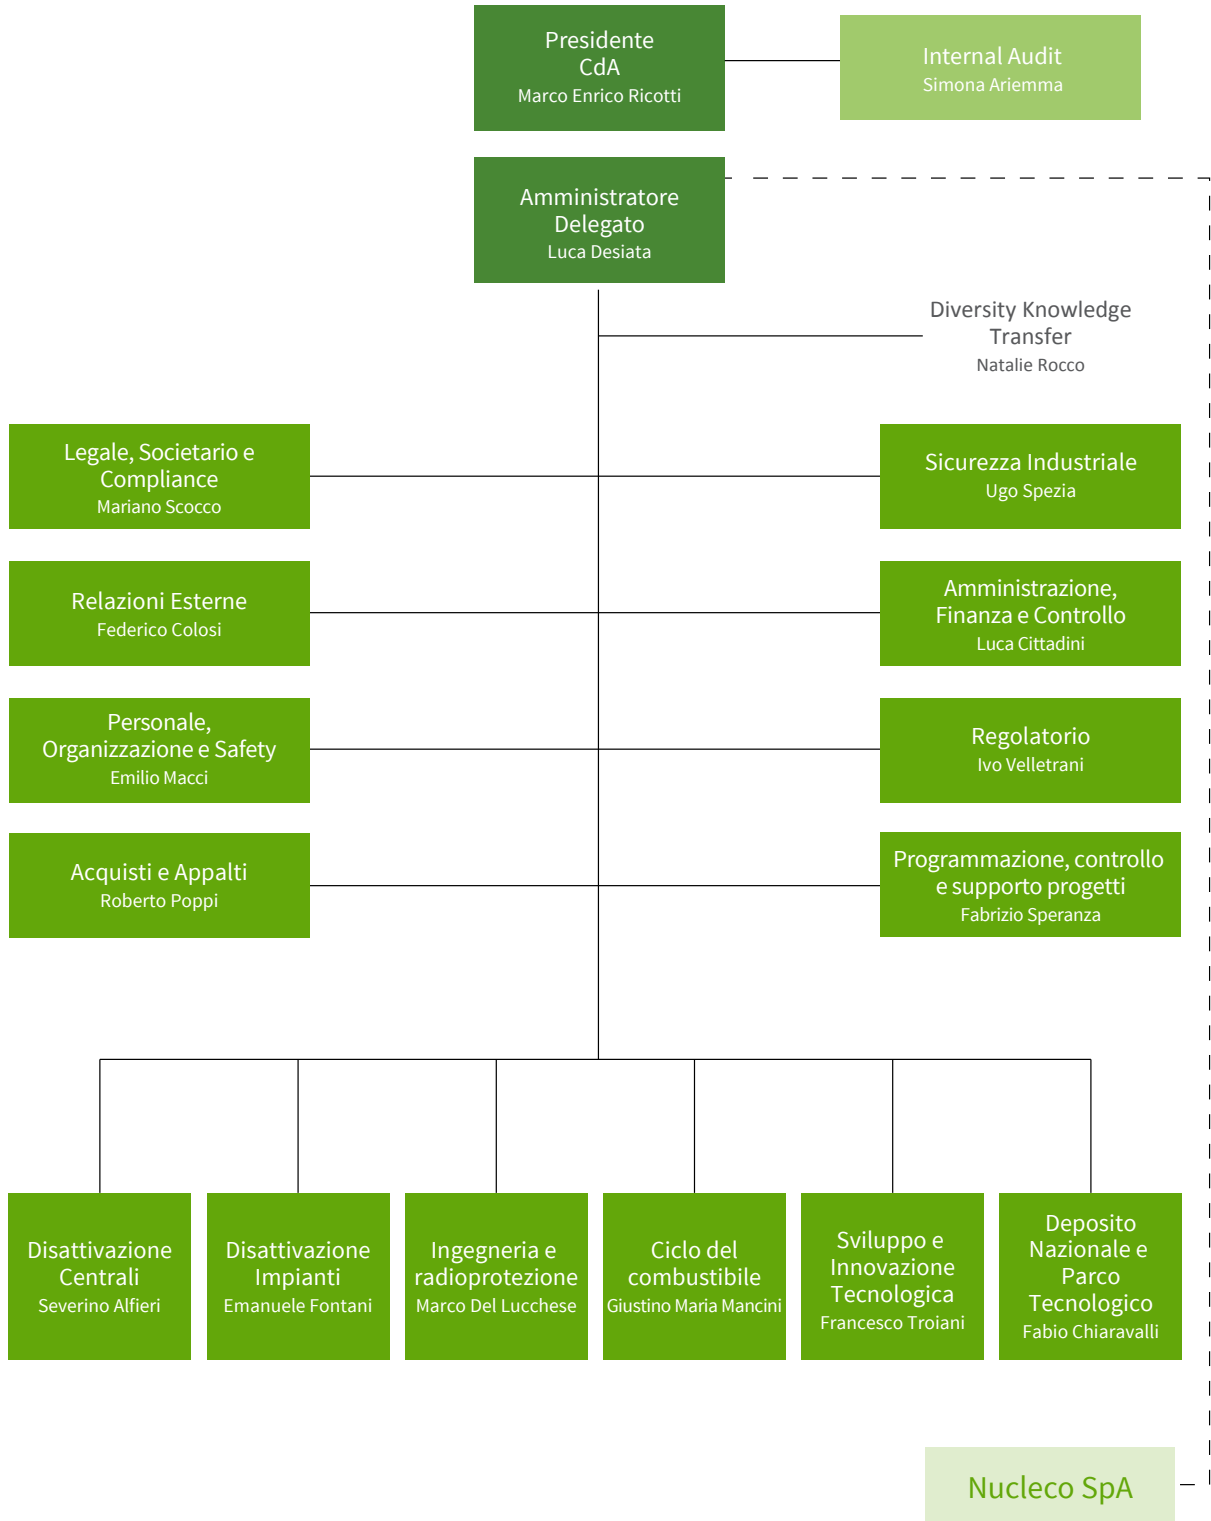 Presidente
CdA
Marco Enrico Ricotti
Internal Audit
Simona Ariemma
Amministratore
Delegato
Luca Desiata
Diversity Knowledge
Transfer
Natalie Rocco
Legale, Societario e
Compliance
Mariano Scocco
Sicurezza Industriale
Ugo Spezia
Relazioni Esterne
Federico Colosi
Amministrazione,
Finanza e Controllo
Luca Cittadini
Personale,
Organizzazione e Safety
Emilio Macci
Regolatorio
Ivo Velletrani
Acquisti e Appalti
Roberto Poppi
Programmazione, controllo
e supporto progetti
Fabrizio Speranza
Disattivazione
Centrali
Severino Alfieri
Disattivazione
Impianti
Emanuele Fontani
Ingegneria e
radioprotezione
Marco Del Lucchese
Ciclo del
combustibile
Giustino Maria Mancini
Sviluppo e
Innovazione
Tecnologica
Francesco Troiani
Deposito
Nazionale e
Parco
Tecnologico
Fabio Chiaravalli
Nucleco SpA